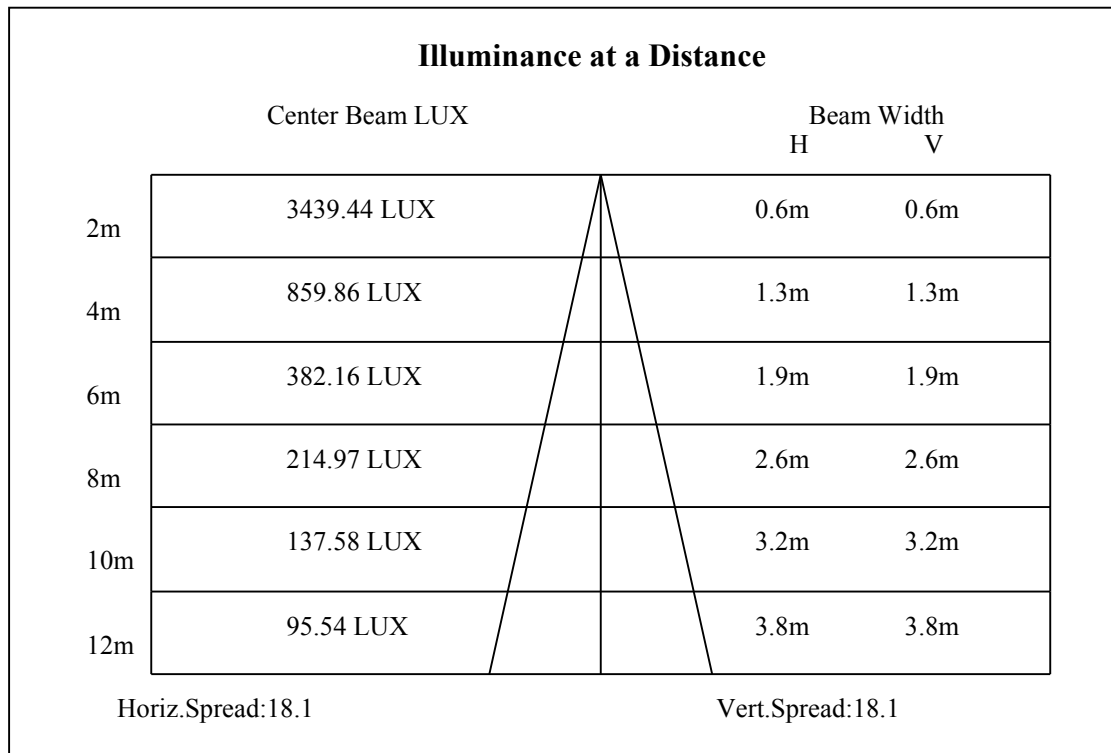 Illuminance at a Distance
Center Beam LUX Beam Width
H V
2m 3439.44 LUX 0.6m 0.6m
4m 859.86 LUX 1.3m 1.3m
6m 382.16 LUX 1.9m 1.9m
8m 214.97 LUX 2.6m 2.6m
10m 137.58 LUX 3.2m 3.2m
12m 95.54 LUX 3.8m 3.8m
Horiz.Spread:18.1 Vert.Spread:18.1